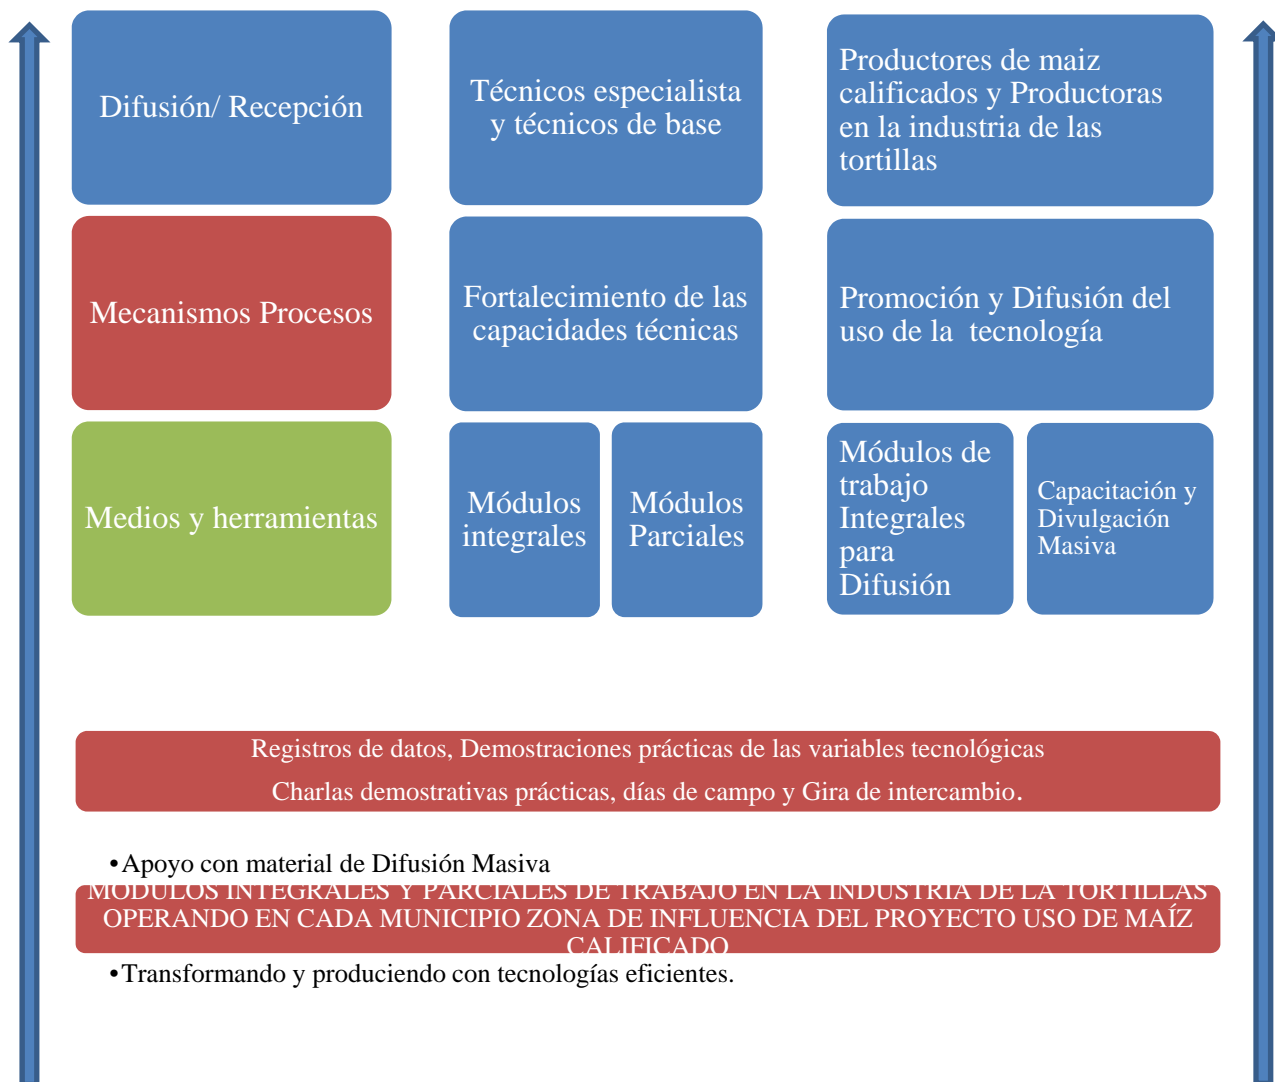 Difusión/ Recepción
Técnicos especialista
y técnicos de base
Productores de maiz
calificados y Productoras
en la industria de las
tortillas
Mecanismos Procesos
Fortalecimiento de las
capacidades técnicas
Promoción y Difusión del
uso de la tecnología
Medios y herramientas
Módulos
integrales
Módulos
Parciales
Módulos de
trabajo
Integrales
para
Difusión
Capacitación y
Divulgación
Masiva
Registros de datos, Demostraciones prácticas de las variables tecnológicas
Charlas demostrativas prácticas, días de campo y Gira de intercambio.
•Apoyo con material de Difusión Masiva
MODULOS INTEGRALES Y PARCIALES DE TRABAJO EN LA INDUSTRIA DE LA TORTILLAS
OPERANDO EN CADA MUNICIPIO ZONA DE INFLUENCIA DEL PROYECTO USO DE MAÍZ
CALIFICADO
•Transformando y produciendo con tecnologías eficientes.